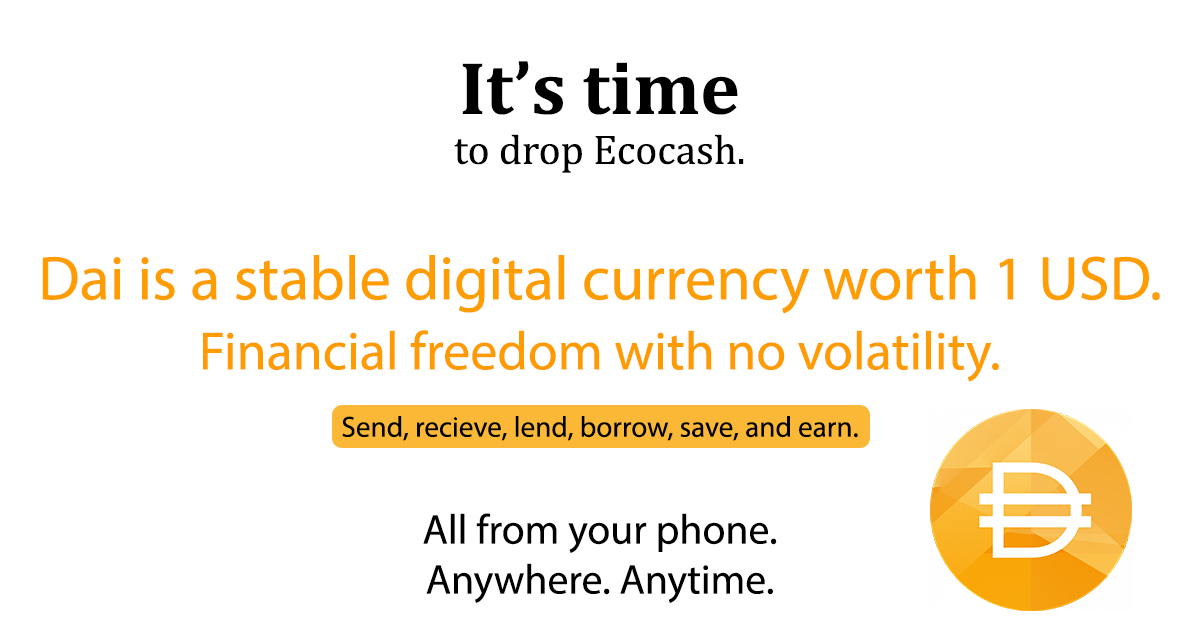 It’s time
to drop Ecocash.
Dai is a stable digital currency worth 1 USD.
Financial freedom with no volatility.
Send, recieve, lend, borrow, save, and earn.
All from your phone.
Anywhere. Anytime.